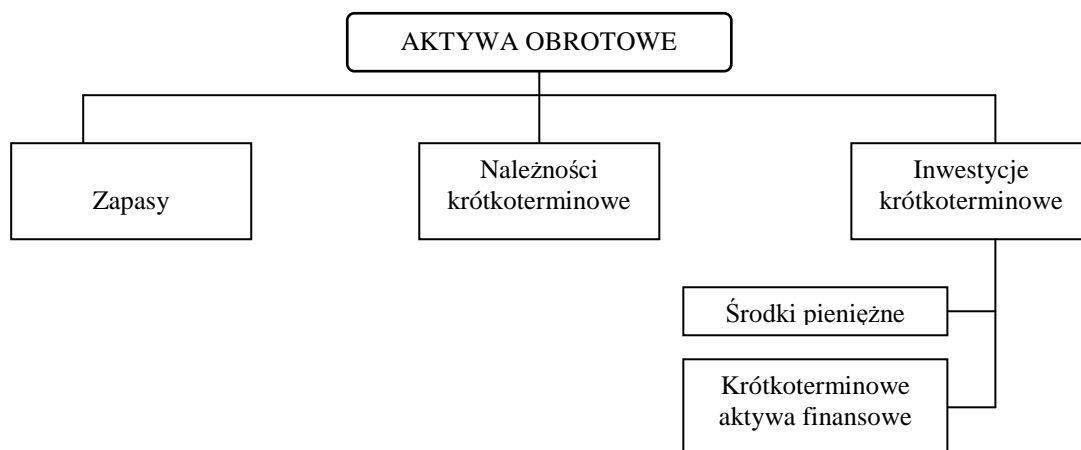 AKTYWA OBROTOWE
Zapasy
Należności
krótkoterminowe
Inwestycje
krótkoterminowe
Środki pieniężne
Krótkoterminowe
aktywa finansowe